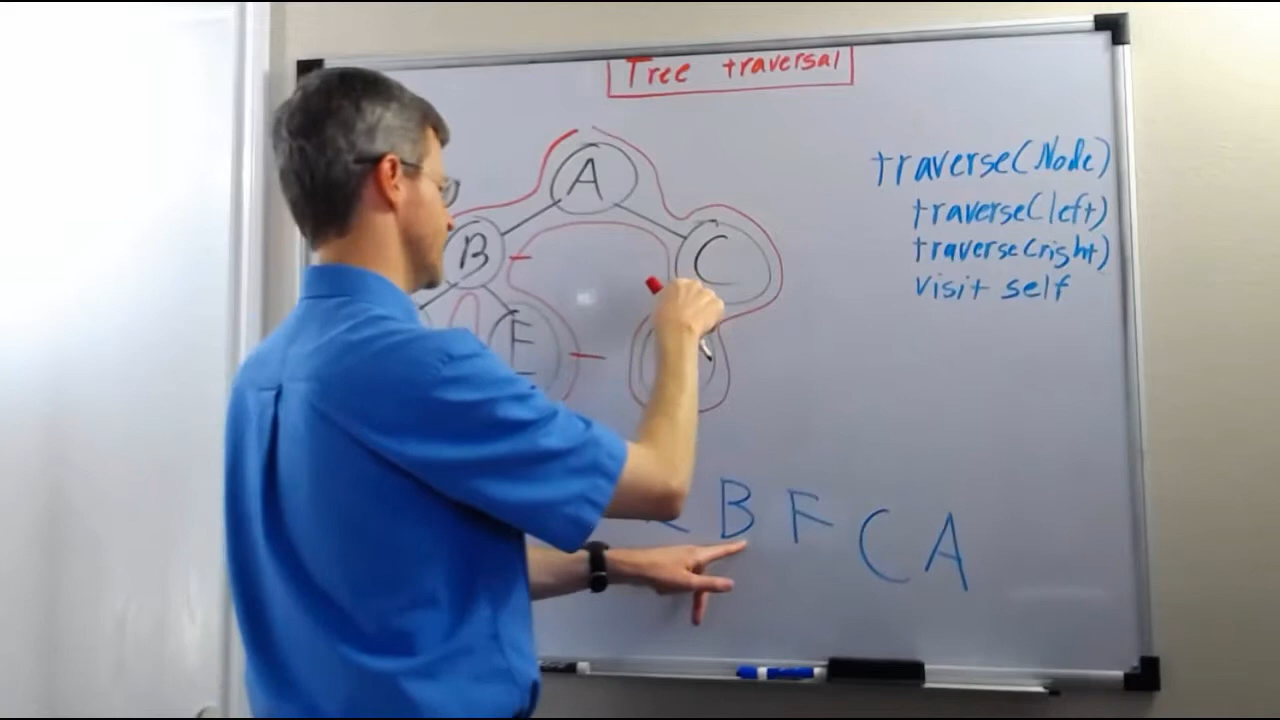 Tree traversal
A
traverse(Node)
traverse(left)
B
C
traverse(right)
visit self
E
B F C A